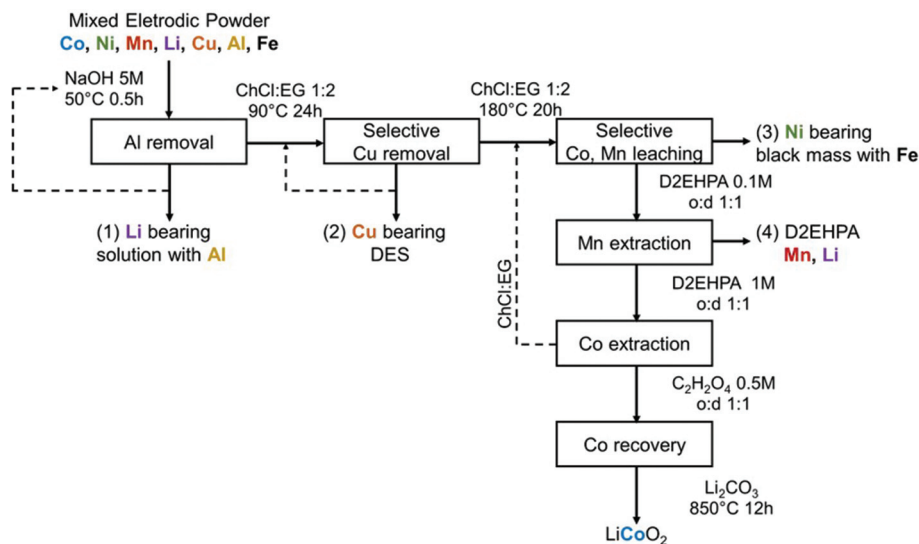 Mixed Eletrodic Powder
Co, Ni, Mn, Li, Cu, Al, Fe
NaOH 5M
50°C 0.5h
Al removal
(1) Li bearing
solution with Al
ChCl:EG 1:2
90°C 24h
Selective
Cu removal
(2) Cu bearing
DES
ChCl:EG 1:2
180°C 20h
Selective
Co, Mn leaching
(3) Ni bearing
black mass with Fe
D2EHPA 0.1M
o:d 1:1
Mn extraction
(4) D2EHPA
Mn, Li
D2EHPA 1M
o:d 1:1
ChCl:EG
Co extraction
C₂H₂O₄ 0.5M
o:d 1:1
Co recovery
Li₂CO₃
850°C 12h
LiCoO₂